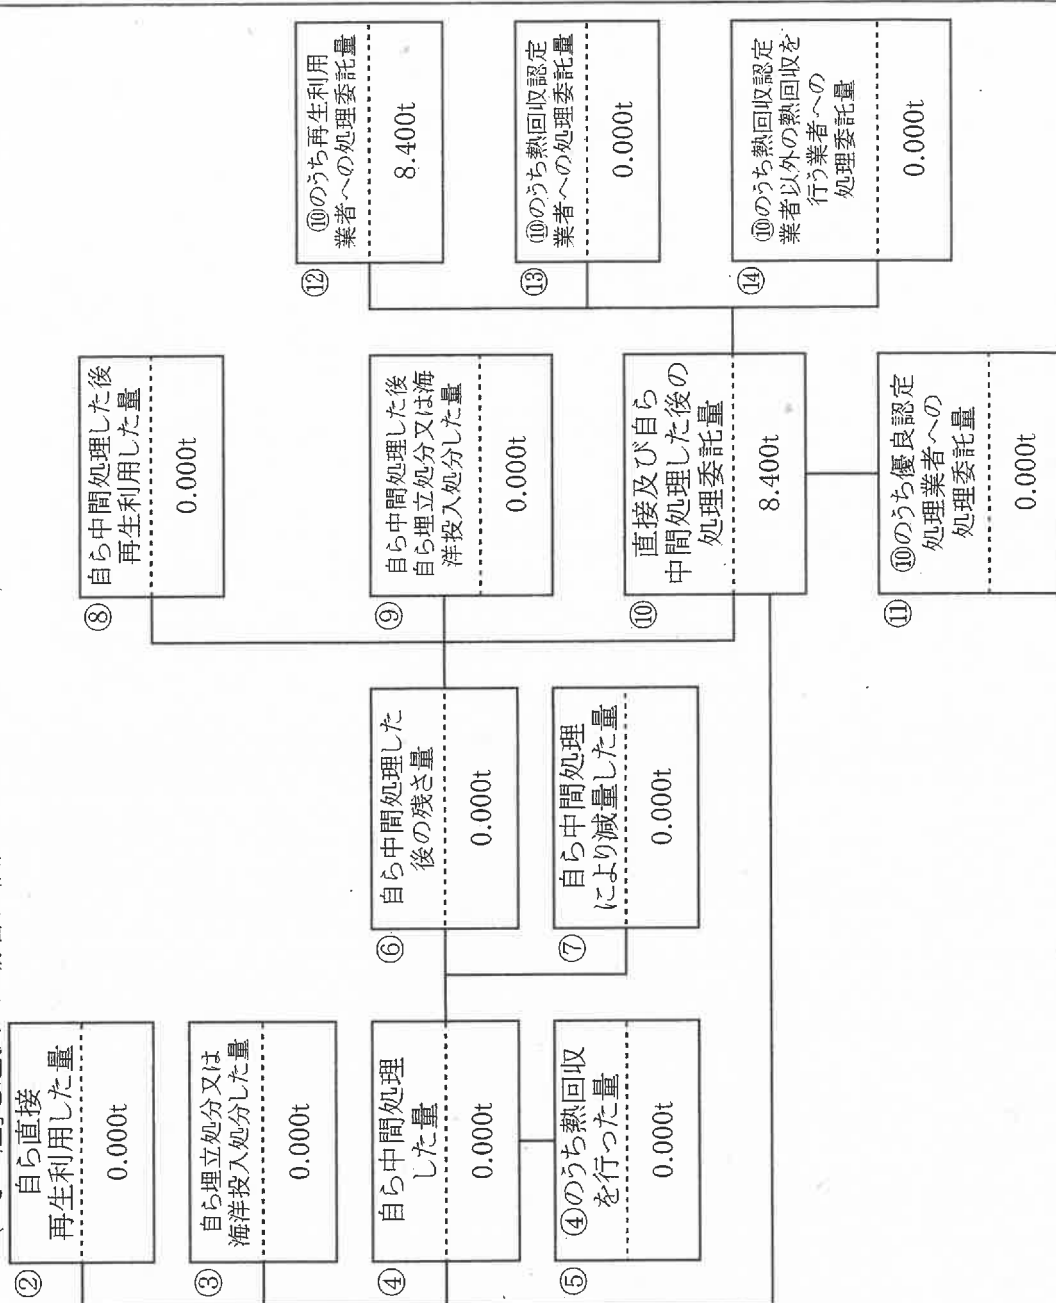 ②
自ら直接
再生利用した量
0.000t
③
自ら埋立処分又は
海洋投入処分した量
0.000t
④
自ら中間処理
した量
0.000t
⑤
④のうち熱回収
を行った量
0.000t
⑥
自ら中間処理した
後の残さ量
0.000t
⑦
自ら中間処理
により減量した量
0.000t
⑧
自ら中間処理した後
再生利用した量
0.000t
⑨
自ら中間処理した後
自ら埋立処分又は海
洋投入処分した量
0.000t
⑩
直接及び自ら
中間処理した後の
処理委託量
8.400t
⑪
⑩のうち優良認定
処理業者への
処理委託量
0.000t
⑫
⑩のうち再生利用
業者への処理委託量
8.400t
⑬
⑩のうち熱回収認定
業者への処理委託量
0.000t
⑭
⑩のうち熱回収認定
業者以外の熱回収を
行う業者への
処理委託量
0.000t